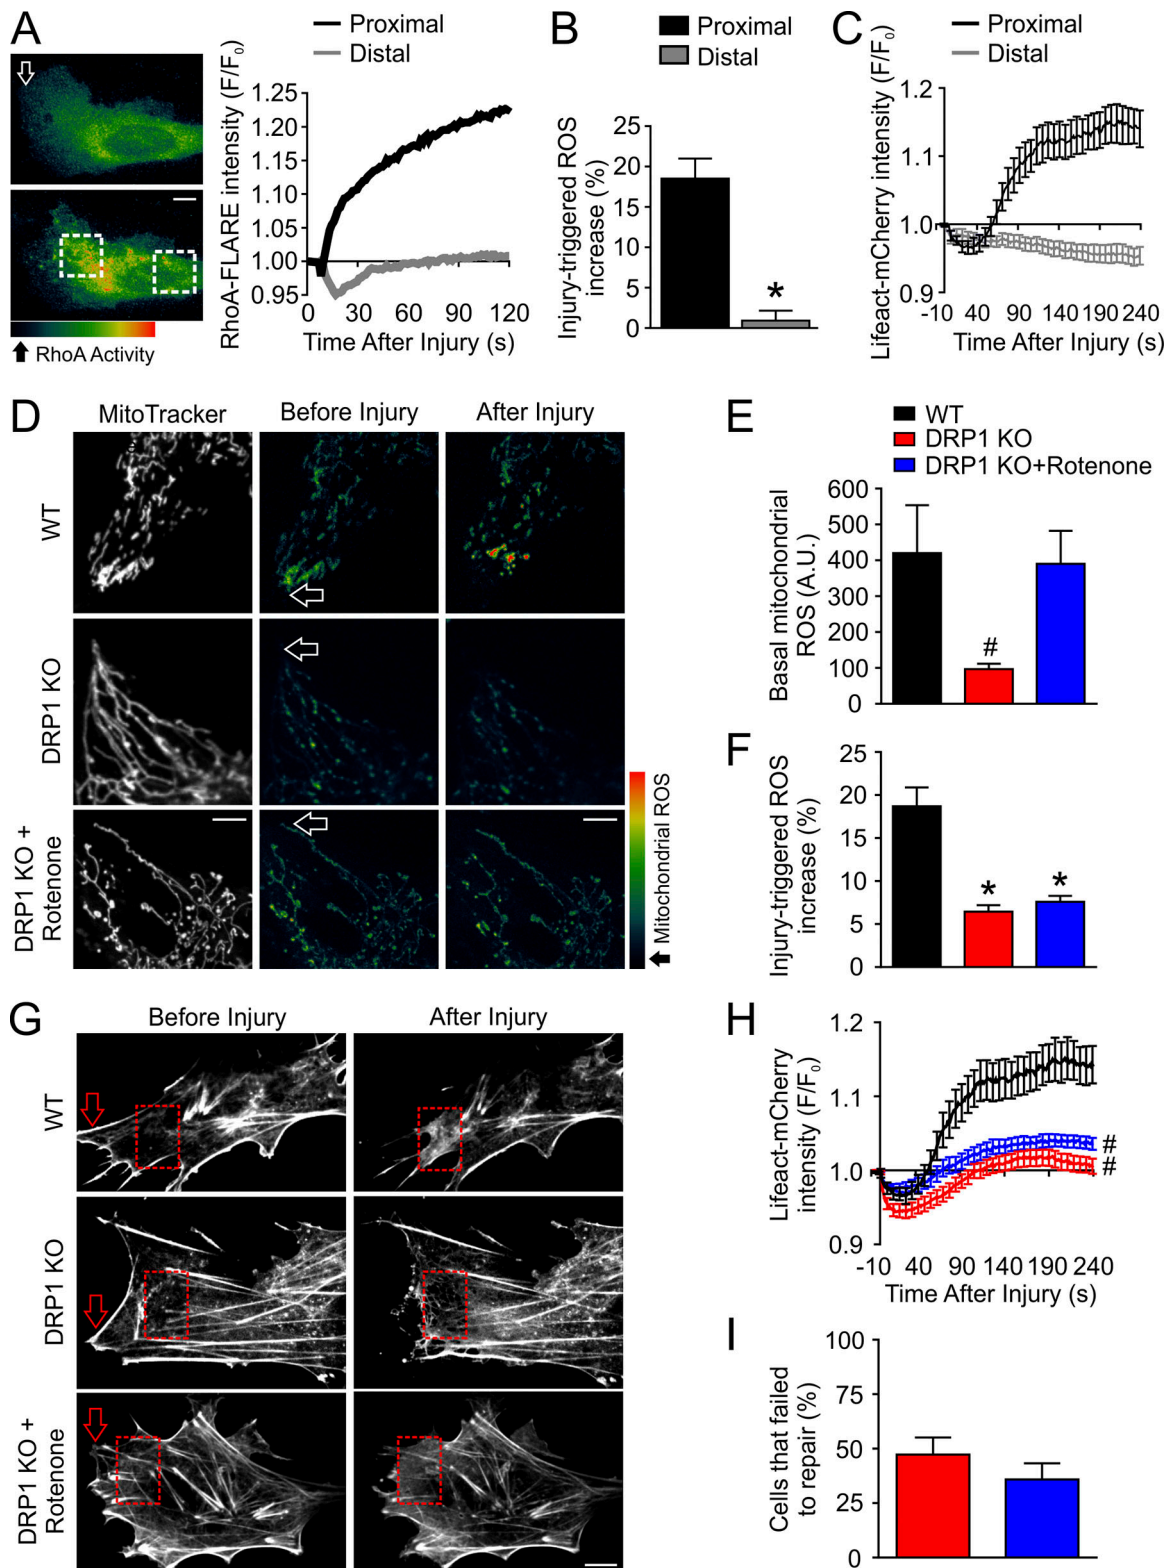 A
RhoA Activity
RhoA-FLARE intensity (F/F0)
Proximal
Distal
1.25
1.20
1.15
1.10
1.05
1.00
0.95
0 30 60 90 120
Time After Injury (s)
B
Proximal
Distal
Injury-triggered ROS
increase (%)
25
20
15
10
5
0
*
C
Proximal
Distal
Lifeact-mCherry intensity (F/F0)
1.2
1.1
1.0
0.9
-10 40 90 140 190 240
Time After Injury (s)
D
MitoTracker Before Injury After Injury
WT
DRP1 KO
DRP1 KO +
Rotenone
Mitochondrial ROS
E
WT
DRP1 KO
DRP1 KO+Rotenone
Basal mitochondrial
ROS (A.U.)
600
500
400
300
200
100
0
#
F
Injury-triggered ROS
increase (%)
25
20
15
10
5
0
* *
G
Before Injury After Injury
WT
DRP1 KO
DRP1 KO +
Rotenone
H
Lifeact-mCherry
intensity (F/F0)
1.2
1.1
1.0
0.9
#
#
-10 40 90 140 190 240
Time After Injury (s)
I
Cells that failed
to repair (%)
100
75
50
25
0